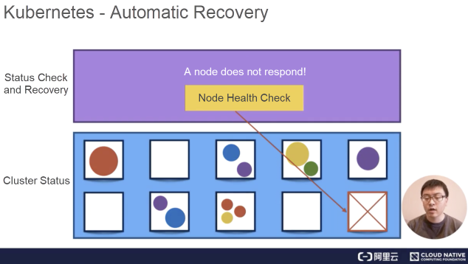 Kubernetes - Automatic Recovery
Status Check
and Recovery
A node does not respond!
Node Health Check
Cluster Status
阿里云
CLOUD NATIVE
COMPUTING FOUNDATION